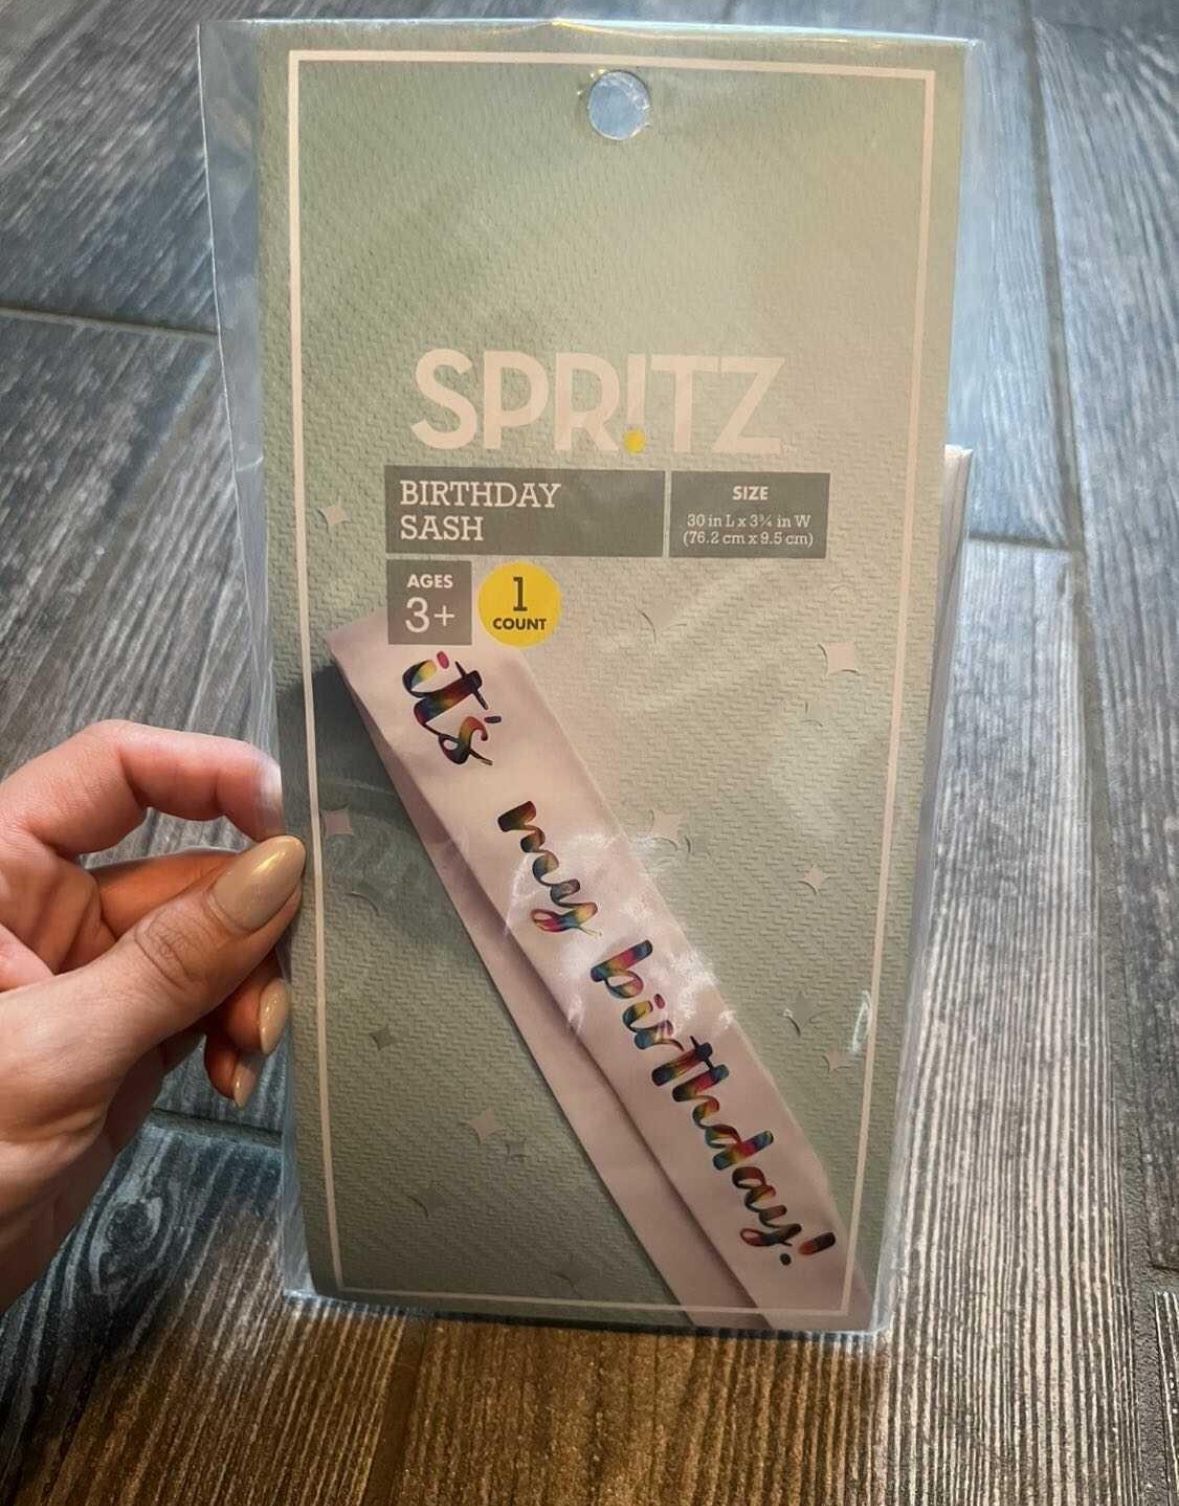 SPR!TZ
BIRTHDAY
SASH
SIZE
30 in L x 3¾ in W
(76.2 cm x 9.5 cm)
AGES
3+
1
COUNT
it's
my
birthday!